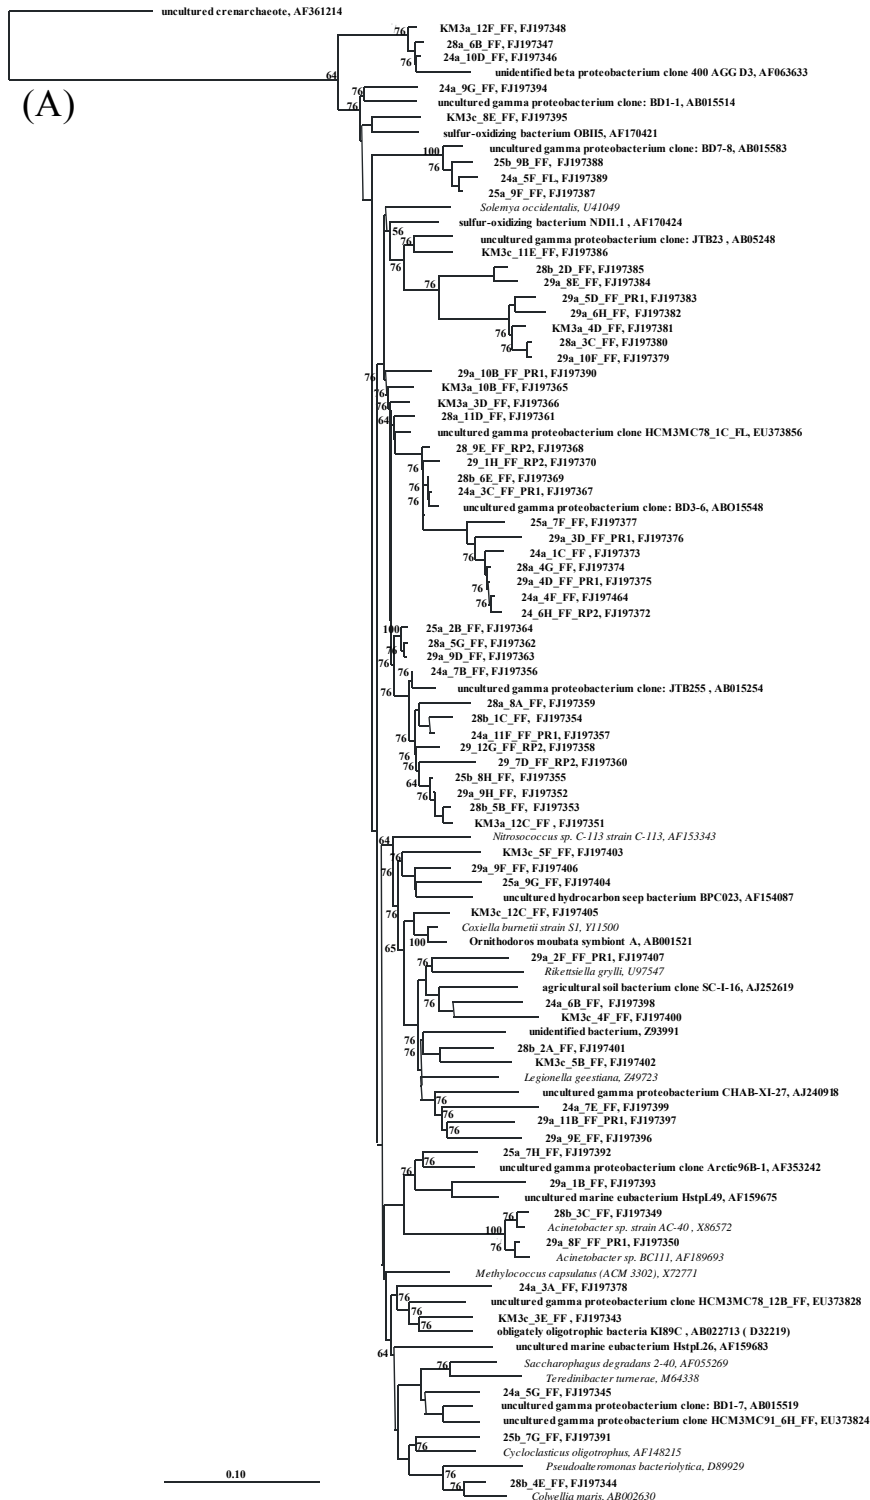 uncultured crenarchaeote, AF361214
76
KM3a_12F_FF, FJ197348
28a_6B_FF, FJ197347
24a_10D_FF, FJ197346
76
unidentified beta proteobacterium clone 400 AGG D3, AF063633
64
76
24a_9G_FF, FJ197394
(A)
76
uncultured gamma proteobacterium clone: BD1-1, AB015514
KM3c_8E_FF, FJ197395
sulfur-oxidizing bacterium OBII5, AF170421
100
uncultured gamma proteobacterium clone: BD7-8, AB015583
76
25b_9B_FF, FJ197388
24a_5F_FL, FJ197389
25a_9F_FF, FJ197387
Solemya occidentalis, U41049
sulfur-oxidizing bacterium NDI1.1 , AF170424
56
76
uncultured gamma proteobacterium clone: JTB23 , AB05248
KM3c_11E_FF, FJ197386
76
28b_2D_FF, FJ197385
76
29a_8E_FF, FJ197384
29a_5D_FF_PR1, FJ197383
29a_6H_FF, FJ197382
76
KM3a_4D_FF, FJ197381
76
28a_3C_FF, FJ197380
29a_10F_FF, FJ197379
76
29a_10B_FF_PR1, FJ197390
76
KM3a_10B_FF, FJ197365
76
KM3a_3D_FF, FJ197366
64
28a_11D_FF, FJ197361
uncultured gamma proteobacterium clone HCM3MC78_1C_FL, EU373856
28_9E_FF_RP2, FJ197368
76
29_1H_FF_RP2, FJ197370
28b_6E_FF, FJ197369
76
24a_3C_FF_PR1, FJ197367
76
uncultured gamma proteobacterium clone: BD3-6, ABO15548
25a_7F_FF, FJ197377
29a_3D_FF_PR1, FJ197376
76
24a_1C_FF , FJ197373
28a_4G_FF, FJ197374
76
29a_4D_FF_PR1, FJ197375
76
24a_4F_FF, FJ197464
24_6H_FF_RP2, FJ197372
100
25a_2B_FF, FJ197364
76
28a_5G_FF, FJ197362
76
29a_9D_FF, FJ197363
76
24a_7B_FF, FJ197356
76
uncultured gamma proteobacterium clone: JTB255 , AB015254
28a_8A_FF, FJ197359
28b_1C_FF, FJ197354
76
24a_11F_FF_PR1, FJ197357
76
29_12G_FF_RP2, FJ197358
76
29_7D_FF_RP2, FJ197360
64
25b_8H_FF, FJ197355
76
29a_9H_FF, FJ197352
28b_5B_FF, FJ197353
KM3a_12C_FF , FJ197351
64
Nitrosococcus sp. C-113 strain C-113, AF153343
76
KM3c_5F_FF, FJ197403
76
29a_9F_FF, FJ197406
25a_9G_FF, FJ197404
uncultured hydrocarbon seep bacterium BPC023, AF154087
76
KM3c_12C_FF, FJ197405
Coxiella burnetii strain S1, Y11500
65
100
Ornithodoros moubata symbiont A, AB001521
76
29a_2F_FF_PR1, FJ197407
Rikettsiella grylli, U97547
agricultural soil bacterium clone SC-I-16, AJ252619
76
24a_6B_FF, FJ197398
KM3c_4F_FF, FJ197400
unidentified bacterium, Z93991
76
28b_2A_FF, FJ197401
76
KM3c_5B_FF, FJ197402
Legionella geestiana, Z49723
uncultured gamma proteobacterium CHAB-XI-27, AJ240918
76
24a_7E_FF, FJ197399
76
29a_11B_FF_PR1, FJ197397
76
29a_9E_FF, FJ197396
25a_7H_FF, FJ197392
76
76
uncultured gamma proteobacterium clone Arctic96B-1, AF353242
29a_1B_FF, FJ197393
uncultured marine eubacterium HstpL49, AF159675
76
28b_3C_FF, FJ197349
100
Acinetobacter sp. strain AC-40 , X86572
76
29a_8F_FF_PR1, FJ197350
Acinetobacter sp. BC111, AF189693
Methylococcus capsulatus (ACM 3302), X72771
24a_3A_FF, FJ197378
76
uncultured gamma proteobacterium clone HCM3MC78_12B_FF, EU373828
76
KM3c_3E_FF , FJ197343
76
obligately oligotrophic bacteria KI89C , AB022713 ( D32219)
64
uncultured marine eubacterium HstpL26, AF159683
76
Saccharophagus degradans 2-40, AF055269
Teredinibacter turnerae, M64338
24a_5G_FF, FJ197345
uncultured gamma proteobacterium clone: BD1-7, AB015519
uncultured gamma proteobacterium clone HCM3MC91_6H_FF, EU373824
25b_7G_FF, FJ197391
76
Cycloclasticus oligotrophus, AF148215
Pseudoalteromonas bacteriolytica, D89929
0.10
76
28b_4E_FF, FJ197344
76
Colwellia maris, AB002630